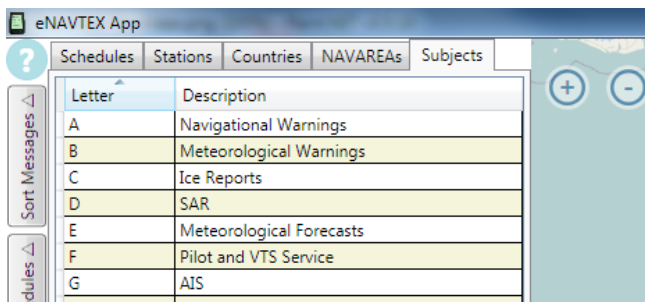 eNAVTEX App
? Schedules Stations Countries NAVAREAs Subjects
Letter Description
A Navigational Warnings
B Meteorological Warnings
C Ice Reports
D SAR
E Meteorological Forecasts
F Pilot and VTS Service
G AIS
Sort Messages
+ -